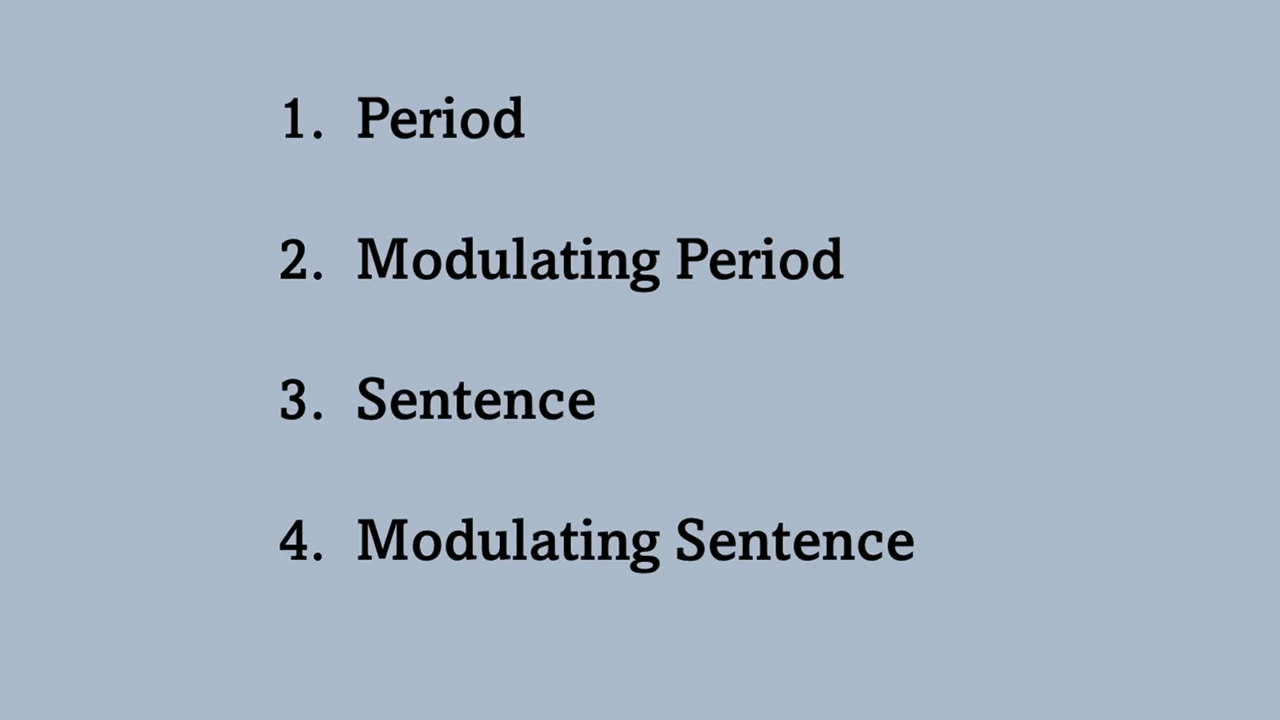 1. Period
2. Modulating Period
3. Sentence
4. Modulating Sentence